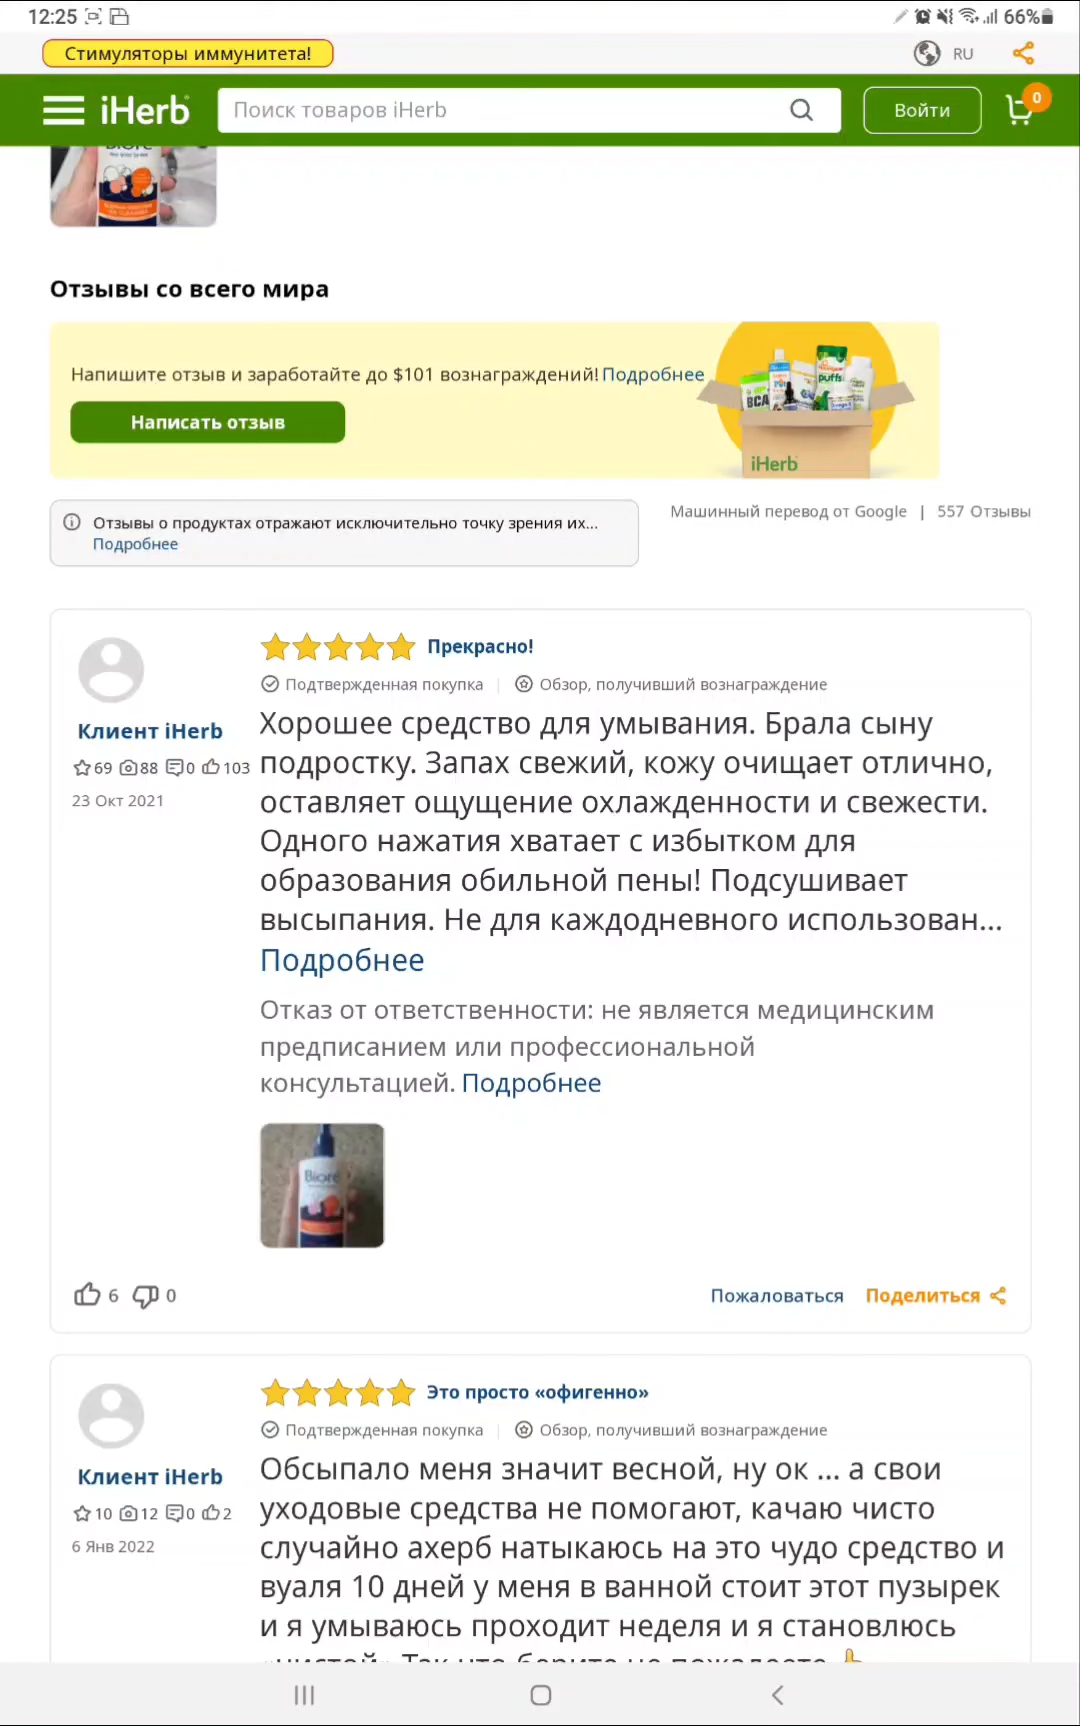 12:25
66%
Стимуляторы иммунитета!
RU
iHerb
Поиск товаров iHerb
Войти
0
Отзывы со всего мира
Напишите отзыв и заработайте до $101 вознаграждений! Подробнее
Написать отзыв
iHerb
Отзывы о продуктах отражают исключительно точку зрения их...
Подробнее
Машинный перевод от Google | 557 Отзывы
Прекрасно!
Подтвержденная покупка | Обзор, получивший вознаграждение
Клиент iHerb
69 88 0 103
23 Окт 2021
Хорошее средство для умывания. Брала сыну
подростку. Запах свежий, кожу очищает отлично,
оставляет ощущение охлажденности и свежести.
Одного нажатия хватает с избытком для
образования обильной пены! Подсушивает
высыпания. Не для каждодневного использован...
Подробнее
Отказ от ответственности: не является медицинским
предписанием или профессиональной
консультацией. Подробнее
Bioré
6 0
Пожаловаться
Поделиться
Это просто «офигенно»
Подтвержденная покупка | Обзор, получивший вознаграждение
Клиент iHerb
10 12 0 2
6 Янв 2022
Обсыпало меня значит весной, ну ок ... а свои
уходовые средства не помогают, качаю чисто
случайно ахерб натыкаюсь на это чудо средство и
вуаля 10 дней у меня в ванной стоит этот пузырек
и я умываюсь проходит неделя и я становлюсь
«чистой» Так что берите не пожалеете 👆